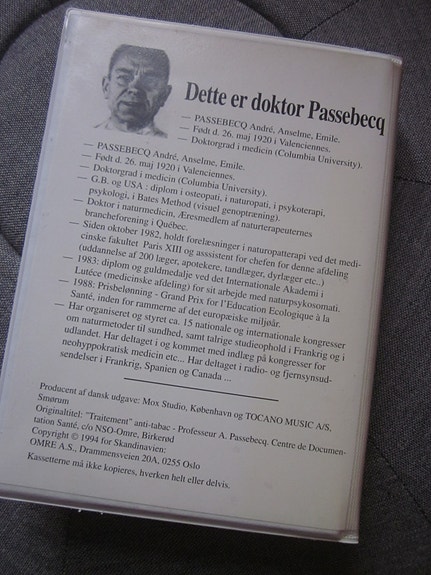 Dette er doktor Passebecq
— PASSEBECQ André, Anselme, Emile.
— Født d. 26. maj 1920 i Valenciennes.
— Doktorgrad i medicin (Columbia University).
— PASSEBECQ André, Anselme, Emile.
— Født d. 26. maj 1920 i Valenciennes.
— Doktorgrad i medicin (Columbia University).
— G.B. og USA : diplom i osteopati, i naturopati, i psykoterapi,
psykologi, i Bates Method (visuel genoptræning).
— Doktor i naturmedicin, Æresmedlem af naturterapeuternes
brancheforening i Québec.
— Siden oktober 1982, holdt forelæsninger i naturopatterapi ved det medi-
cinske fakultet Paris XIII og asssistent for chefen for denne afdeling
(uddannelse af 200 læger, apotekere, tandlæger, dyrlæger etc..)
— 1983: diplom og guldmedalje ved det Internationale Akademi i
Lutéce (medicinske afdeling) for sit arbejde med naturpsykosomati.
— 1988: Prisbelønning - Grand Prix for l'Education Ecologique à la
Santé, inden for rammerne af det europæiske miljøår.
— Har organiseret og styret ca. 15 nationale og internationale kongresser
om naturmetoder til sundhed, samt talrige studieophold i Frankrig og i
udlandet. Har deltaget i og kommet med indlæg på kongresser for
neohyppokratisk medicin etc... Har deltaget i radio- og fjernsynsud-
sendelser i Frankrig, Spanien og Canada ...
Producent af dansk udgave: Mox Studio, København og TOCANO MUSIC A/S,
Smørum
Originaltitel: "Traitement" anti-tabac - Professeur A. Passebecq. Centre de Documen-
tation Santé, c/o NSO-Omre, Birkerød
Copyright © 1994 for Skandinavien:
OMRE A.S., Drammensveien 20A, 0255 Oslo
Kassetterne må ikke kopieres, hverken helt eller delvis.